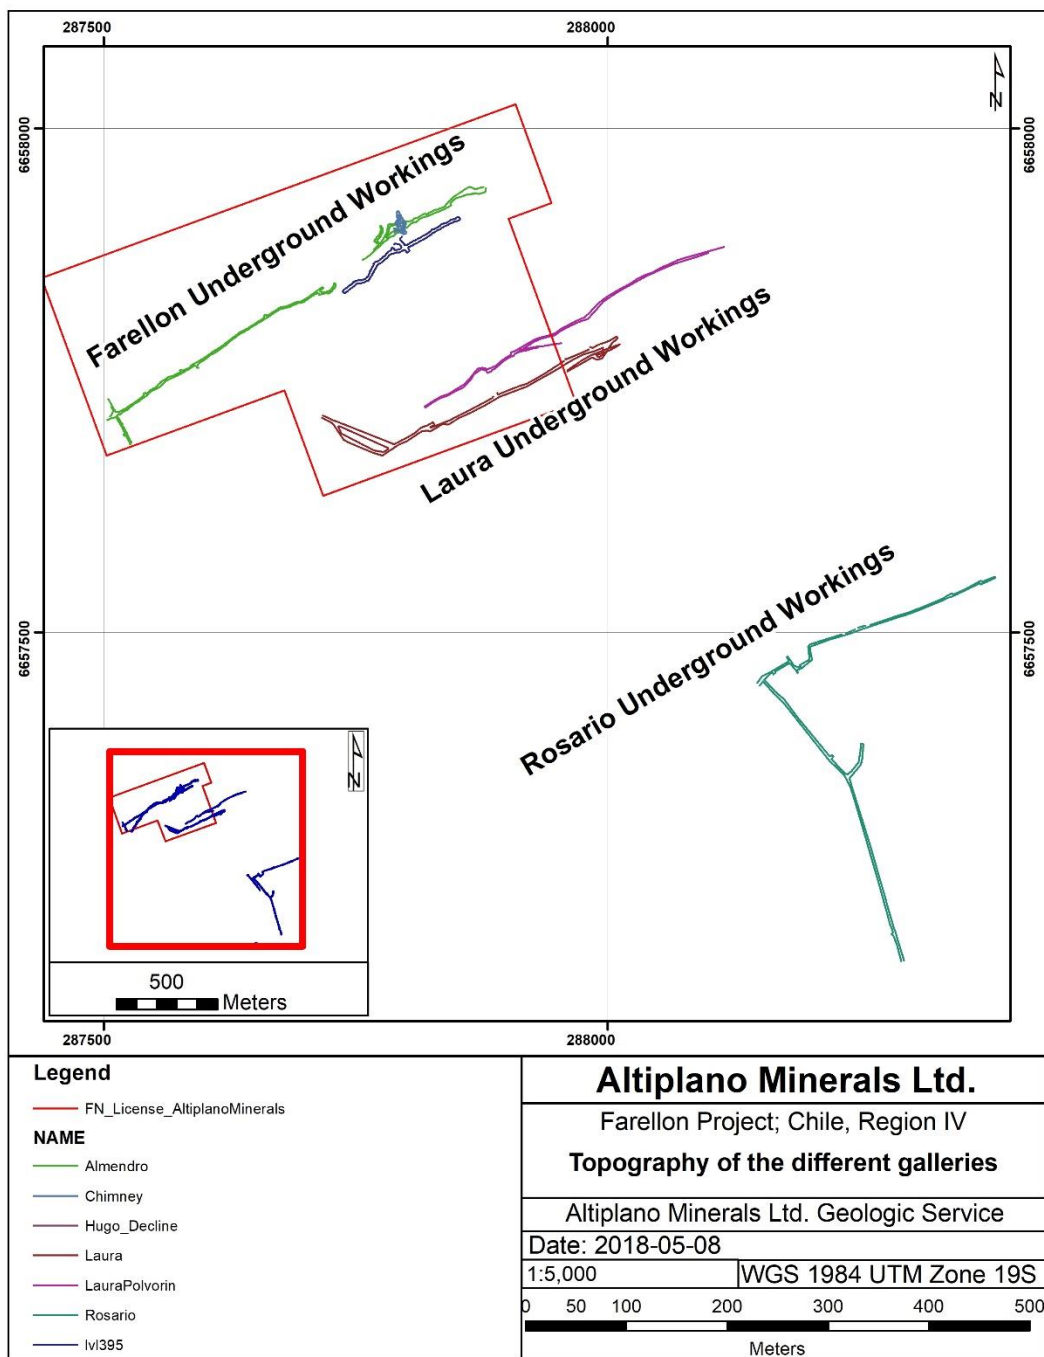 287500
288000
N
6658000
6658000
Farellon Underground Workings
Laura Underground Workings
6657500
6657500
Rosario Underground Workings
N
500
Meters
287500
288000
Legend
FN_License_AltiplanoMinerals
NAME
Almendro
Chimney
Hugo_Decline
Laura
LauraPolvorin
Rosario
lvl395
Altiplano Minerals Ltd.
Farellon Project; Chile, Region IV
Topography of the different galleries
Altiplano Minerals Ltd. Geologic Service
Date: 2018-05-08
1:5,000
WGS 1984 UTM Zone 19S
0 50 100 200 300 400 500
Meters